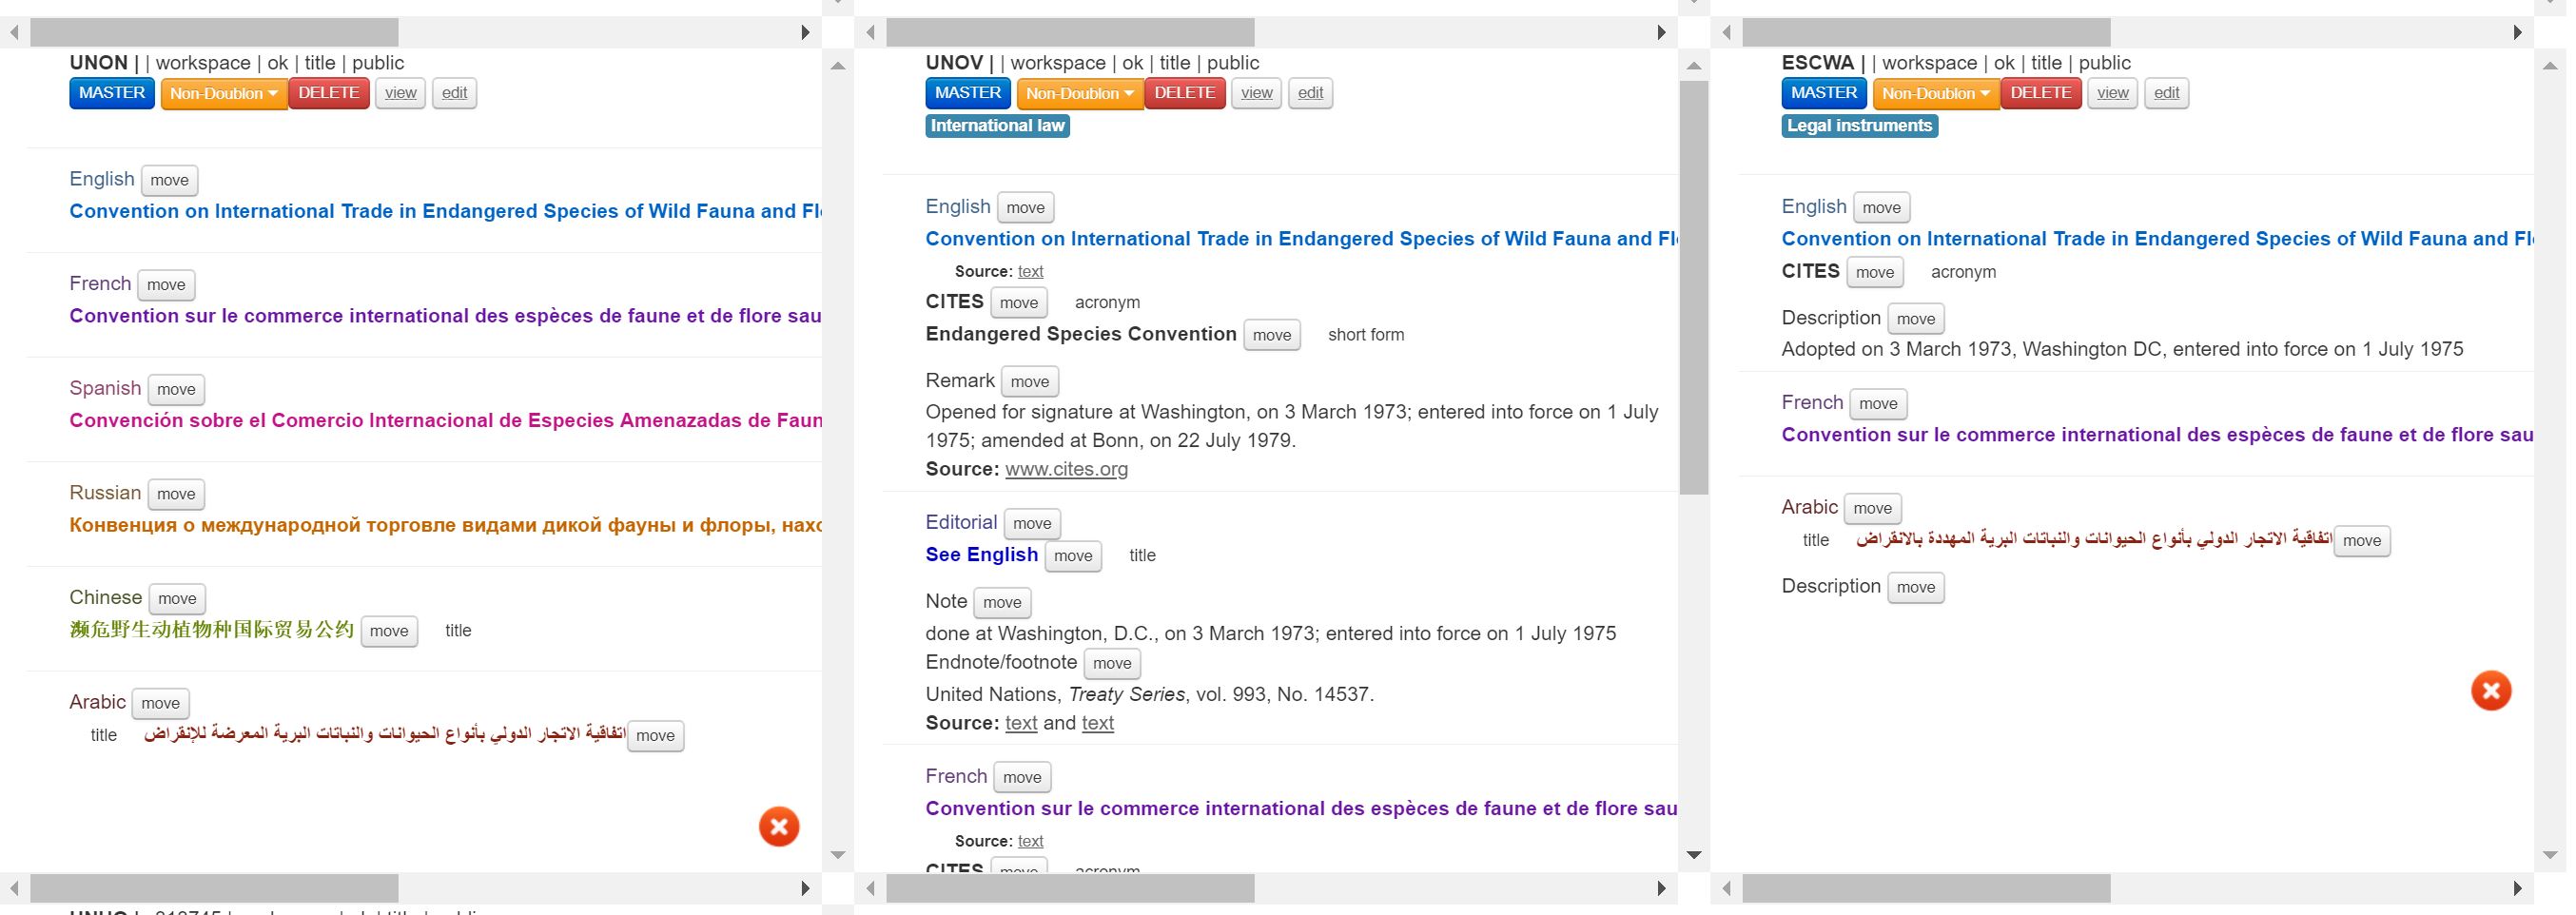 UNON | | workspace | ok | title | public
MASTER Non-Doublon DELETE view edit
English move
Convention on International Trade in Endangered Species of Wild Fauna and
French move
Convention sur le commerce international des espèces de faune et de flore sau
Spanish move
Convención sobre el Comercio Internacional de Especies Amenazadas de Faun
Russian move
Конвенция о международной торговле видами дикой фауны и флоры, нахо
Chinese move
濒危野生动植物种国际贸易公约 move title
Arabic move
title اتفاقية الاتجار الدولي بأنواع الحيوانات والنباتات البرية المعرضة للإنقراض move
UNOV | | workspace | ok | title | public
MASTER Non-Doublon DELETE view edit
International law
English move
Convention on International Trade in Endangered Species of Wild Fauna and
Source: text
CITES move acronym
Endangered Species Convention move short form
Remark move
Opened for signature at Washington, on 3 March 1973; entered into force on 1 July
1975; amended at Bonn, on 22 July 1979.
Source: www.cites.org
Editorial move
See English move title
Note move
done at Washington, D.C., on 3 March 1973; entered into force on 1 July 1975
Endnote/footnote move
United Nations, Treaty Series, vol. 993, No. 14537.
Source: text and text
French move
Convention sur le commerce international des espèces de faune et de flore sau
Source: text
CITES move acronym
ESCWA | | workspace | ok | title | public
MASTER Non-Doublon DELETE view edit
Legal instruments
English move
Convention on International Trade in Endangered Species of Wild Fauna and
CITES move acronym
Description move
Adopted on 3 March 1973, Washington DC, entered into force on 1 July 1975
French move
Convention sur le commerce international des espèces de faune et de flore sau
Arabic move
title اتفاقية الاتجار الدولي بأنواع الحيوانات والنباتات البرية المهددة بالانقراض move
Description move